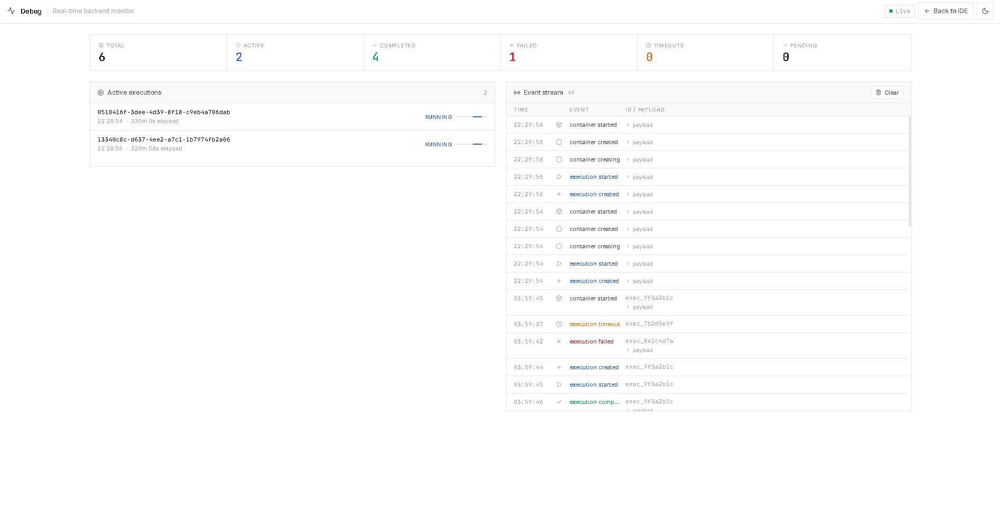 Debug Real-time backend monitor Live Back to IDE
TOTAL ACTIVE COMPLETED FAILED TIMEOUTS PENDING
6 2 4 1 0 0
Active executions 2
0510416f-3dee-4d39-8f18-c9eb4a706dab
22:29:54 · 330m 0s elapsed
RUNNING
13340c8c-d637-4ee2-a7c1-1b7974fb2a06
22:29:56 · 329m 58s elapsed
RUNNING
Event stream 44 Clear
TIME EVENT ID / PAYLOAD
22:29:56 container started payload
22:29:56 container created payload
22:29:56 container creating payload
22:29:56 execution started payload
22:29:56 execution created payload
22:29:54 container started payload
22:29:54 container created payload
22:29:54 container creating payload
22:29:54 execution started payload
22:29:54 execution created payload
03:59:45 container started exec_9f3a2b1c
payload
03:59:37 execution timeout exec_7b2d5e9f
03:59:42 execution failed exec_8e1c4d7a
payload
03:59:44 execution created exec_9f3a2b1c
03:59:45 execution started exec_9f3a2b1c
03:59:46 execution comp... exec_9f3a2b1c
payload